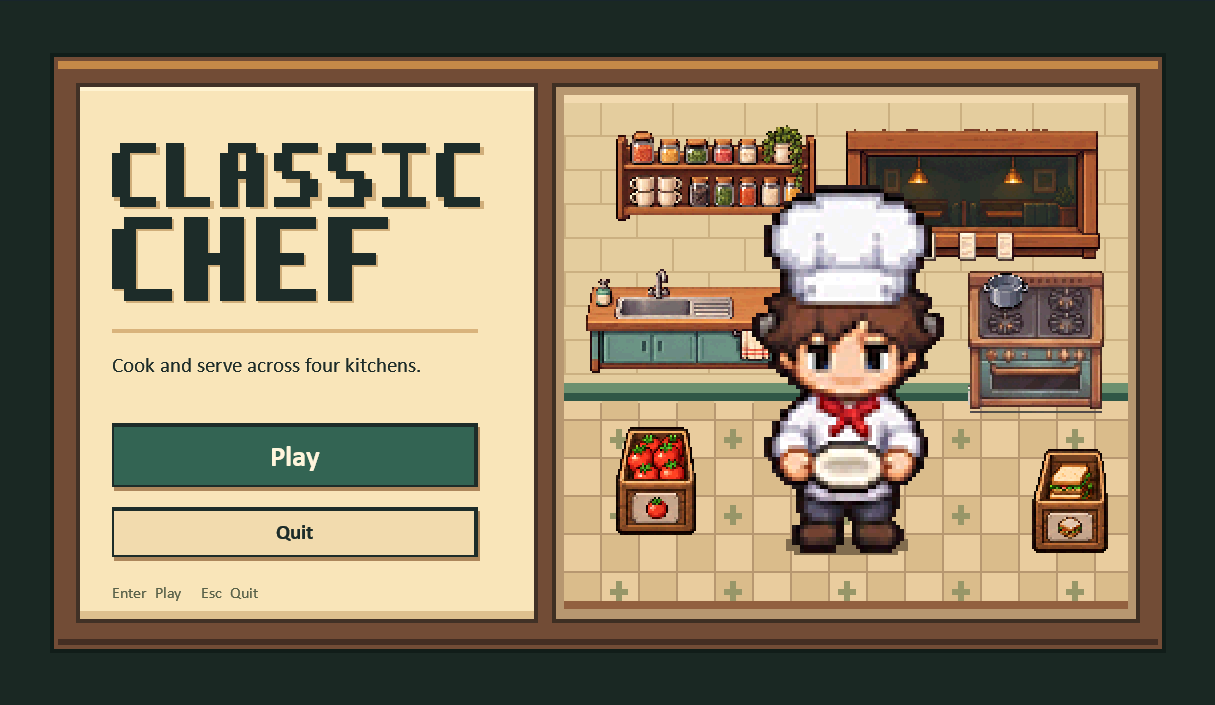 CLASSIC
CHEF
Cook and serve across four kitchens.
Play
Quit
Enter Play Esc Quit